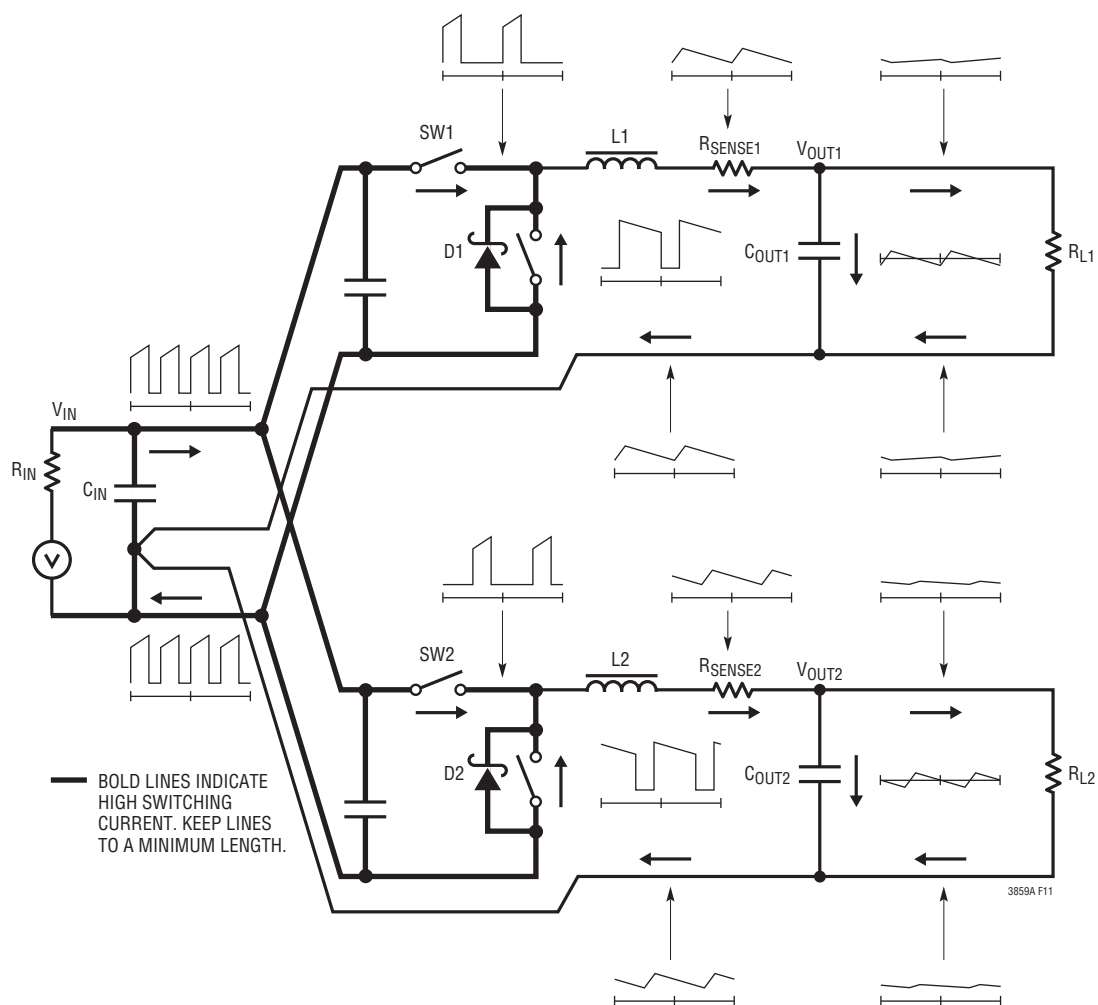 SW1
L1
RSENSE1
VOUT1
D1
COUT1
RL1
VIN
RIN
CIN
V
SW2
L2
RSENSE2
VOUT2
D2
COUT2
RL2
BOLD LINES INDICATE
HIGH SWITCHING
CURRENT. KEEP LINES
TO A MINIMUM LENGTH.
3859A F11